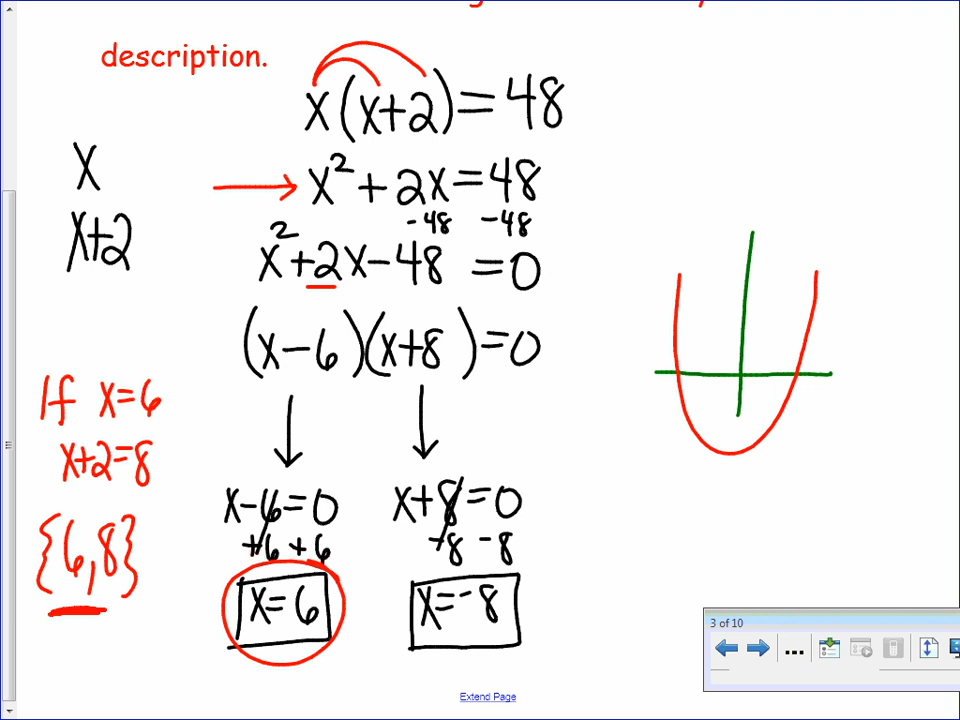 description.
x(x+2)=48
x
x² + 2x = 48
-48 -48
x+2
x² + 2x - 48 = 0
(x-6)(x+8)=0
If x=6
x+2=8
x-6=0 x+8=0
+6 +6 -8 -8
{6,8}
x=6 x=-8
3 of 10
...
Extend Page